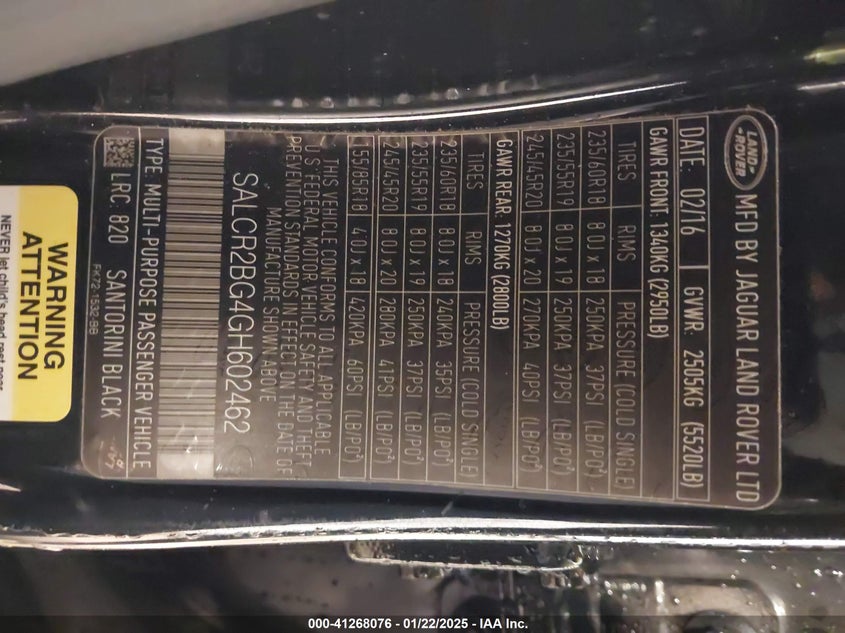 LAND ROVER
MFD BY JAGUAR LAND ROVER LTD
DATE: 02/16 GVWR: 2505KG (5520LB)
GAWR FRONT: 1340KG (2950LB)
TIRES RIMS PRESSURE (COLD SINGLE)
235/60R18 8.0J x 18 250KPA 37PSI (LB/PO²)
235/55R19 8.0J x 19 250KPA 37PSI (LB/PO²)
245/45R20 8.0J x 20 270KPA 40PSI (LB/PO²)
GAWR REAR: 1270KG (2800LB)
TIRES RIMS PRESSURE (COLD SINGLE)
235/60R18 8.0J x 18 240KPA 35PSI (LB/PO²)
235/55R19 8.0J x 19 250KPA 37PSI (LB/PO²)
245/45R20 8.0J x 20 280KPA 41PSI (LB/PO²)
155/85R18 4.0J x 18 420KPA 60PSI (LB/PO²)
THIS VEHICLE CONFORMS TO ALL APPLICABLE
U.S. FEDERAL MOTOR VEHICLE SAFETY AND THEFT
PREVENTION STANDARDS IN EFFECT ON THE DATE OF
MANUFACTURE SHOWN ABOVE
SALCR2BG4GH602462
TYPE: MULTI-PURPOSE PASSENGER VEHICLE
LRC 820 SANTORINI BLACK
FK72-1532-BB
WARNING
ATTENTION
NEVER let child's head rest near
000-41268076 - 01/22/2025 - IAA Inc.